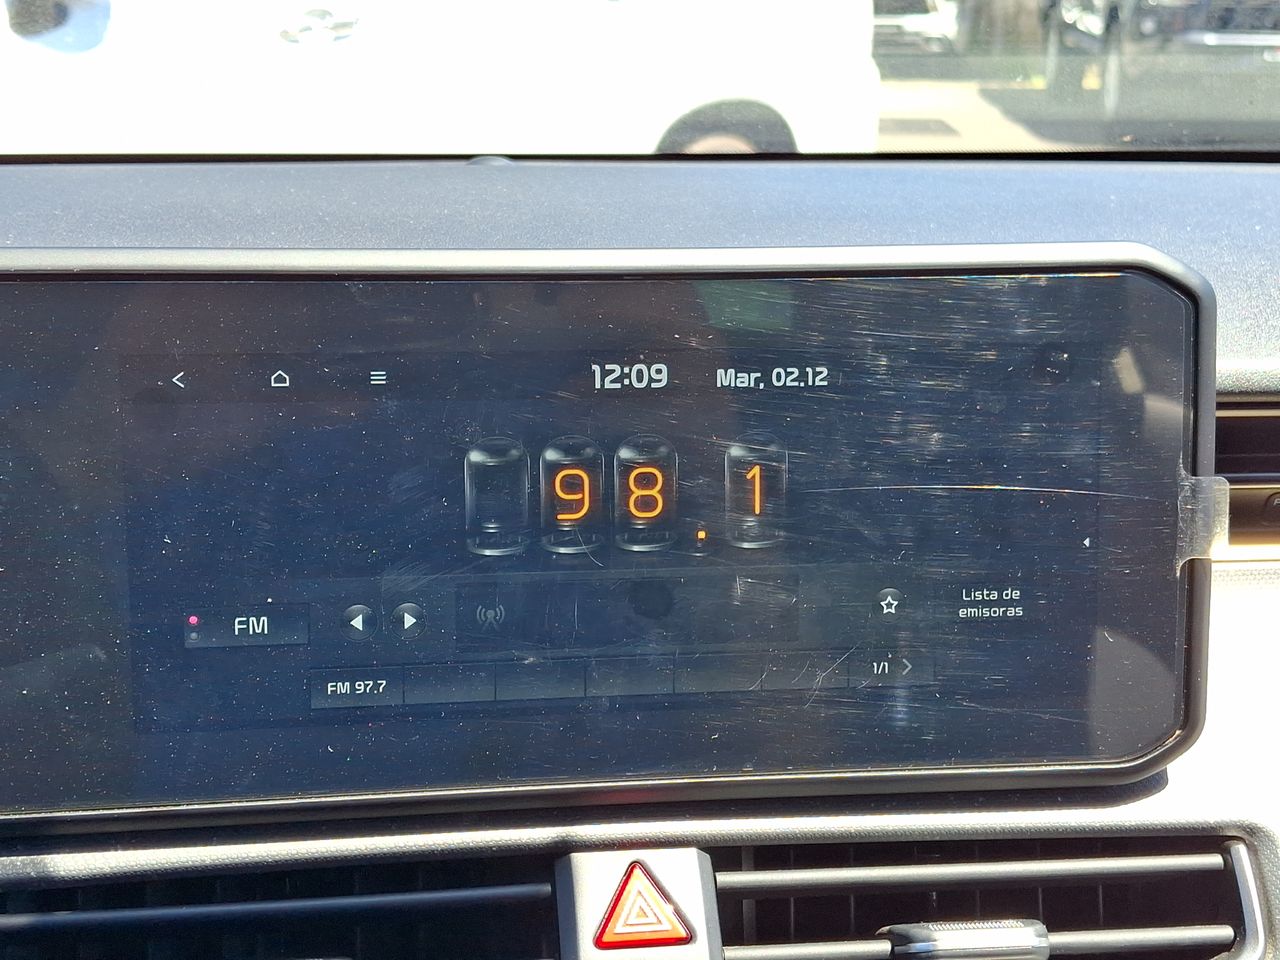 12:09 Mar, 02.12
98.1
FM
Lista de
emisoras
FM 97.7
1/1